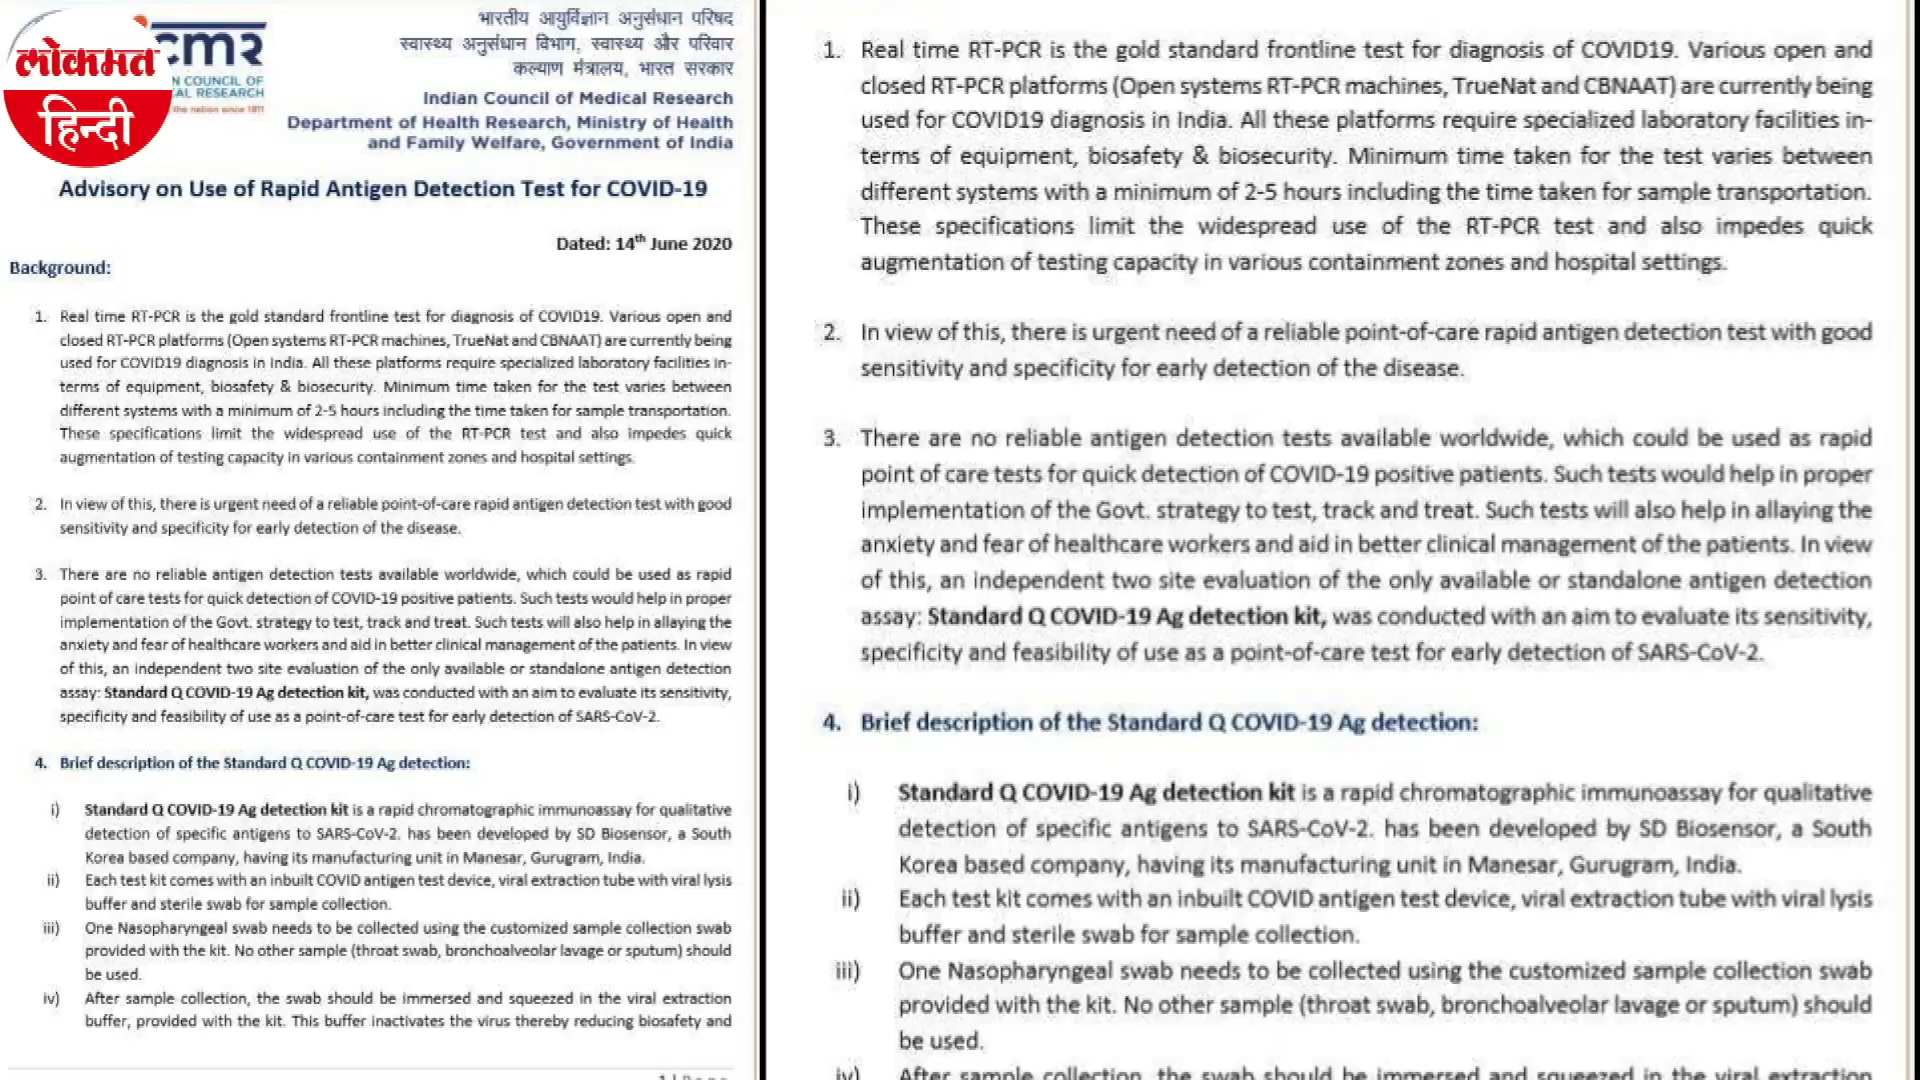 लोकमत
हिन्दी
cmr
N COUNCIL OF
AL RESEARCH
the nation since 1911
भारतीय आयुर्विज्ञान अनुसंधान परिषद
स्वास्थ्य अनुसंधान विभाग, स्वास्थ्य और परिवार
कल्याण मंत्रालय, भारत सरकार
Indian Council of Medical Research
Department of Health Research, Ministry of Health
and Family Welfare, Government of India
Advisory on Use of Rapid Antigen Detection Test for COVID-19
Dated: 14th June 2020
Background:
1. Real time RT-PCR is the gold standard frontline test for diagnosis of COVID19. Various open and
closed RT-PCR platforms (Open systems RT-PCR machines, TrueNat and CBNAAT) are currently being
used for COVID19 diagnosis in India. All these platforms require specialized laboratory facilities in-
terms of equipment, biosafety & biosecurity. Minimum time taken for the test varies between
different systems with a minimum of 2-5 hours including the time taken for sample transportation.
These specifications limit the widespread use of the RT-PCR test and also impedes quick
augmentation of testing capacity in various containment zones and hospital settings.
2. In view of this, there is urgent need of a reliable point-of-care rapid antigen detection test with good
sensitivity and specificity for early detection of the disease.
3. There are no reliable antigen detection tests available worldwide, which could be used as rapid
point of care tests for quick detection of COVID-19 positive patients. Such tests would help in proper
implementation of the Govt. strategy to test, track and treat. Such tests will also help in allaying the
anxiety and fear of healthcare workers and aid in better clinical management of the patients. In view
of this, an independent two site evaluation of the only available or standalone antigen detection
assay: Standard Q COVID-19 Ag detection kit, was conducted with an aim to evaluate its sensitivity,
specificity and feasibility of use as a point-of-care test for early detection of SARS-CoV-2.
4. Brief description of the Standard Q COVID-19 Ag detection:
i) Standard Q COVID-19 Ag detection kit is a rapid chromatographic immunoassay for qualitative
detection of specific antigens to SARS-CoV-2. has been developed by SD Biosensor, a South
Korea based company, having its manufacturing unit in Manesar, Gurugram, India.
ii) Each test kit comes with an inbuilt COVID antigen test device, viral extraction tube with viral lysis
buffer and sterile swab for sample collection.
iii) One Nasopharyngeal swab needs to be collected using the customized sample collection swab
provided with the kit. No other sample (throat swab, bronchoalveolar lavage or sputum) should
be used.
iv) After sample collection, the swab should be immersed and squeezed in the viral extraction
buffer, provided with the kit. This buffer inactivates the virus thereby reducing biosafety and
1 | Page
1. Real time RT-PCR is the gold standard frontline test for diagnosis of COVID19. Various open and
closed RT-PCR platforms (Open systems RT-PCR machines, TrueNat and CBNAAT) are currently being
used for COVID19 diagnosis in India. All these platforms require specialized laboratory facilities in-
terms of equipment, biosafety & biosecurity. Minimum time taken for the test varies between
different systems with a minimum of 2-5 hours including the time taken for sample transportation.
These specifications limit the widespread use of the RT-PCR test and also impedes quick
augmentation of testing capacity in various containment zones and hospital settings.
2. In view of this, there is urgent need of a reliable point-of-care rapid antigen detection test with good
sensitivity and specificity for early detection of the disease.
3. There are no reliable antigen detection tests available worldwide, which could be used as rapid
point of care tests for quick detection of COVID-19 positive patients. Such tests would help in proper
implementation of the Govt. strategy to test, track and treat. Such tests will also help in allaying the
anxiety and fear of healthcare workers and aid in better clinical management of the patients. In view
of this, an independent two site evaluation of the only available or standalone antigen detection
assay: Standard Q COVID-19 Ag detection kit, was conducted with an aim to evaluate its sensitivity,
specificity and feasibility of use as a point-of-care test for early detection of SARS-CoV-2.
4. Brief description of the Standard Q COVID-19 Ag detection:
i) Standard Q COVID-19 Ag detection kit is a rapid chromatographic immunoassay for qualitative
detection of specific antigens to SARS-CoV-2. has been developed by SD Biosensor, a South
Korea based company, having its manufacturing unit in Manesar, Gurugram, India.
ii) Each test kit comes with an inbuilt COVID antigen test device, viral extraction tube with viral lysis
buffer and sterile swab for sample collection.
iii) One Nasopharyngeal swab needs to be collected using the customized sample collection swab
provided with the kit. No other sample (throat swab, bronchoalveolar lavage or sputum) should
be used.
iv) After sample collection, the swab should be immersed and squeezed in the viral extraction